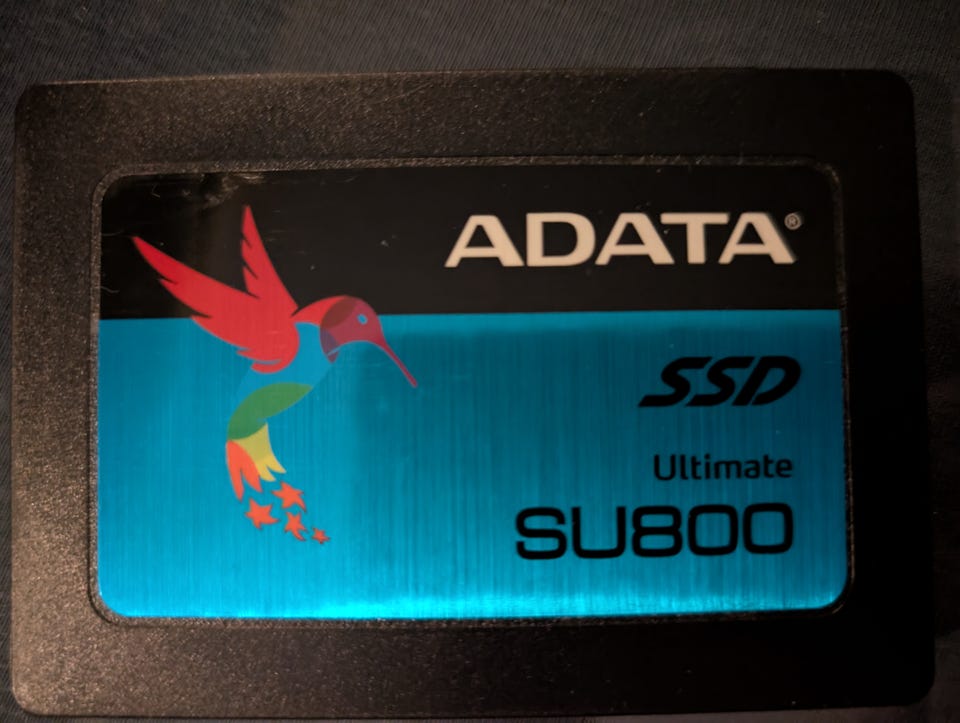 ADATA®
SSD
Ultimate
SU800